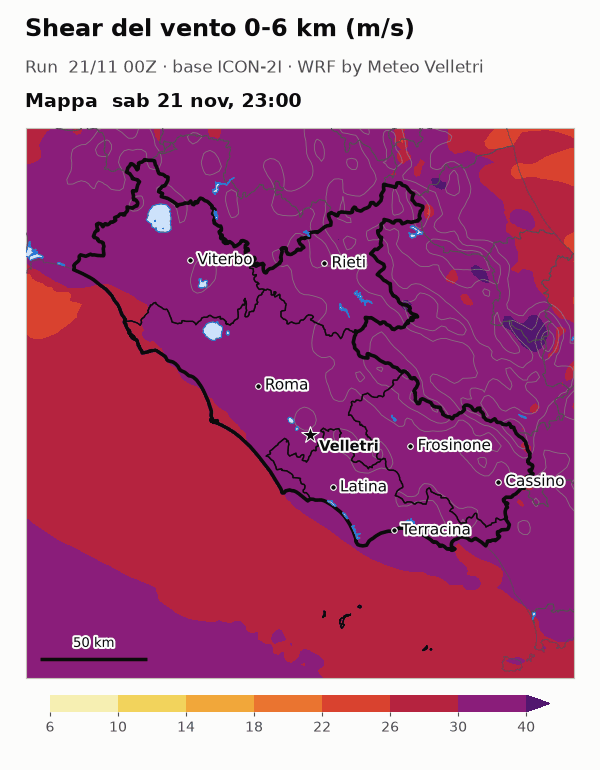 Shear del vento 0-6 km (m/s)
Run  21/11 00Z · base ICON-2I · WRF by Meteo Velletri
Mappa  sab 21 nov, 23:00
Viterbo
Rieti
Roma
Velletri
Frosinone
Latina
Cassino
Terracina
50 km
6 10 14 18 22 26 30 40